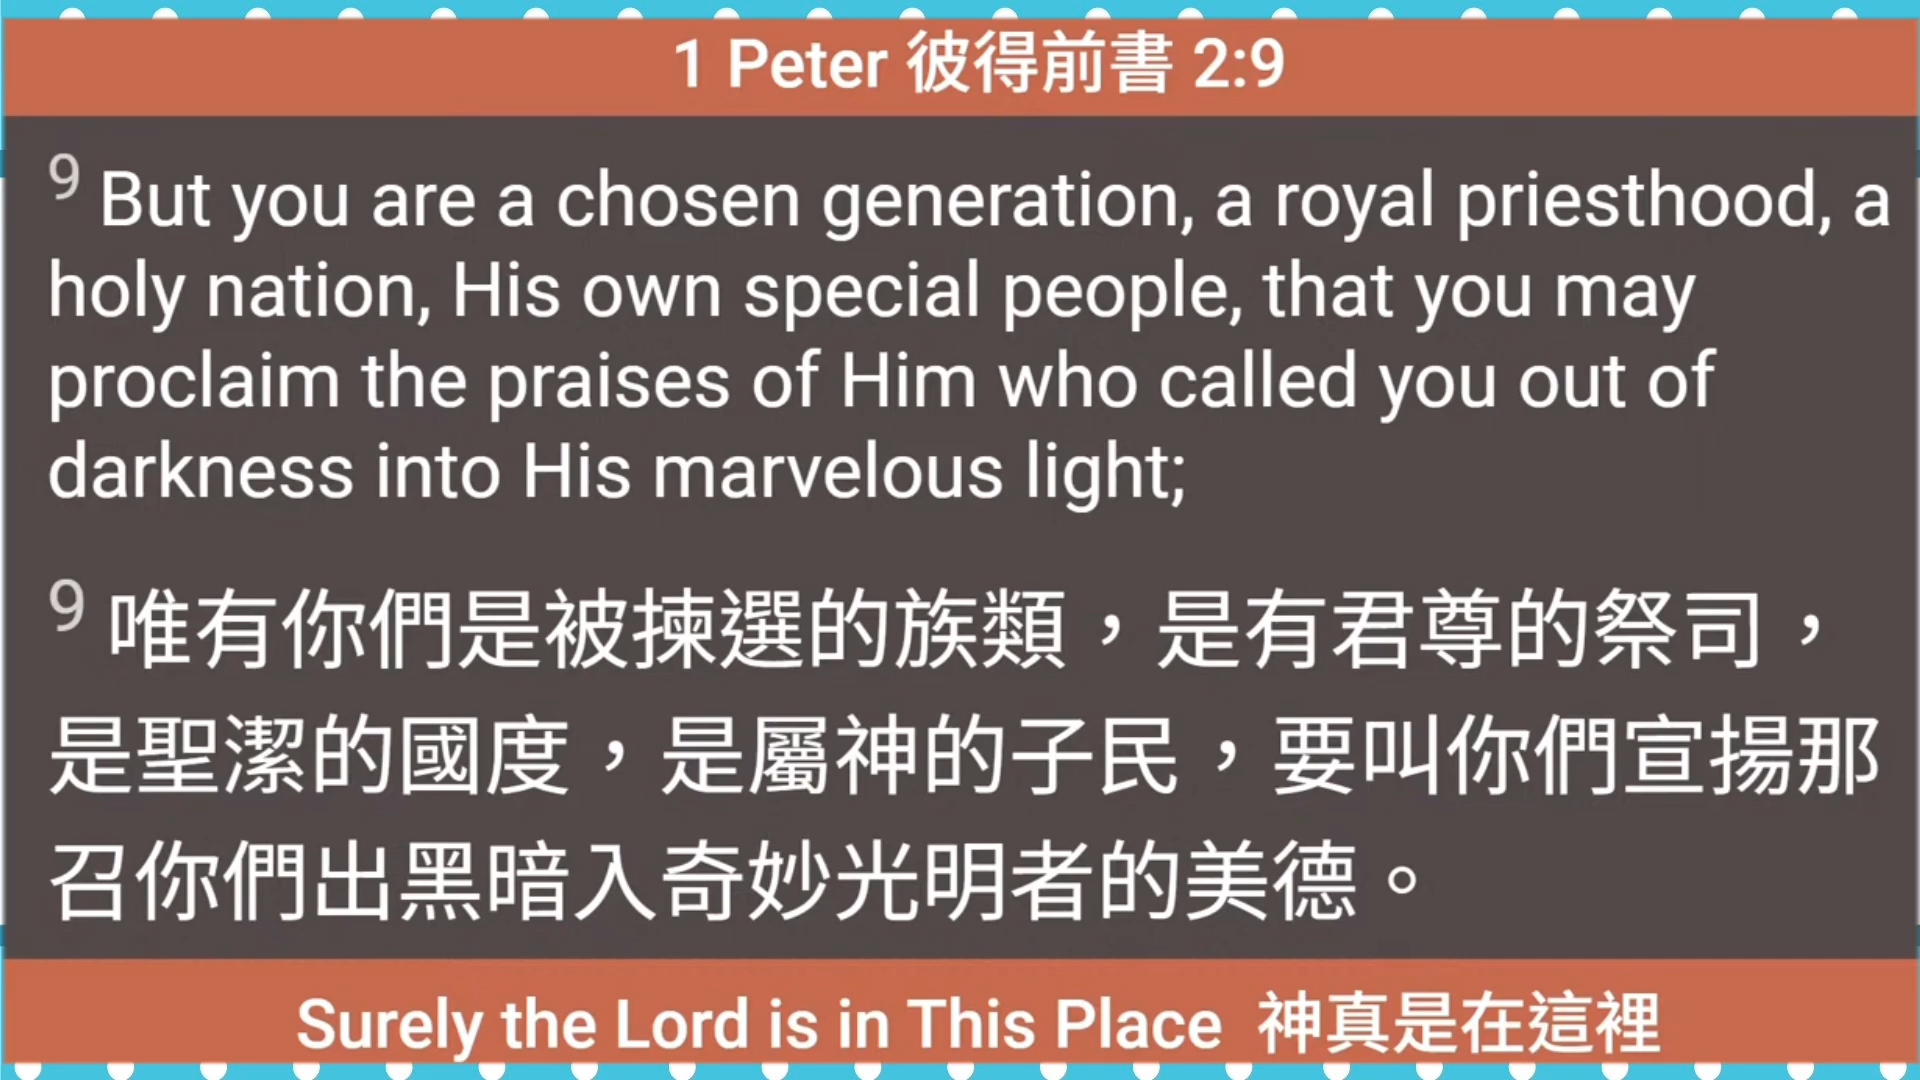 1 Peter 彼得前書 2:9
9 But you are a chosen generation, a royal priesthood, a
holy nation, His own special people, that you may
proclaim the praises of Him who called you out of
darkness into His marvelous light;
9 唯有你們是被揀選的族類，是有君尊的祭司，
是聖潔的國度，是屬神的子民，要叫你們宣揚那
召你們出黑暗入奇妙光明者的美德。
Surely the Lord is in This Place 神真是在這裡